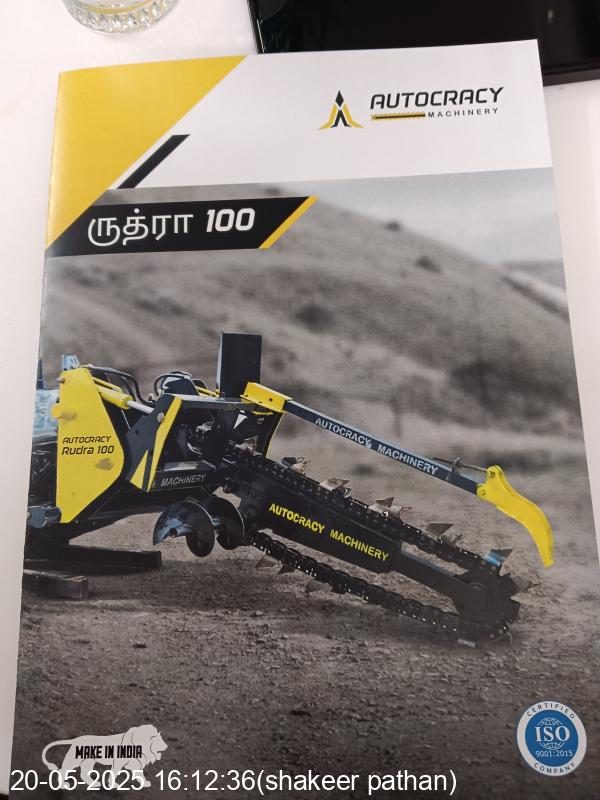 AUTOCRACY
MACHINERY
ருத்ரா 100
AUTOCRACY
Rudra 100
MACHINERY
AUTOCRACY MACHINERY
AUTOCRACY MACHINERY
CERTIFIED
ISO
9001:2015
COMPANY
MAKE IN INDIA
20-05-2025 16:12:36(shakeer pathan)